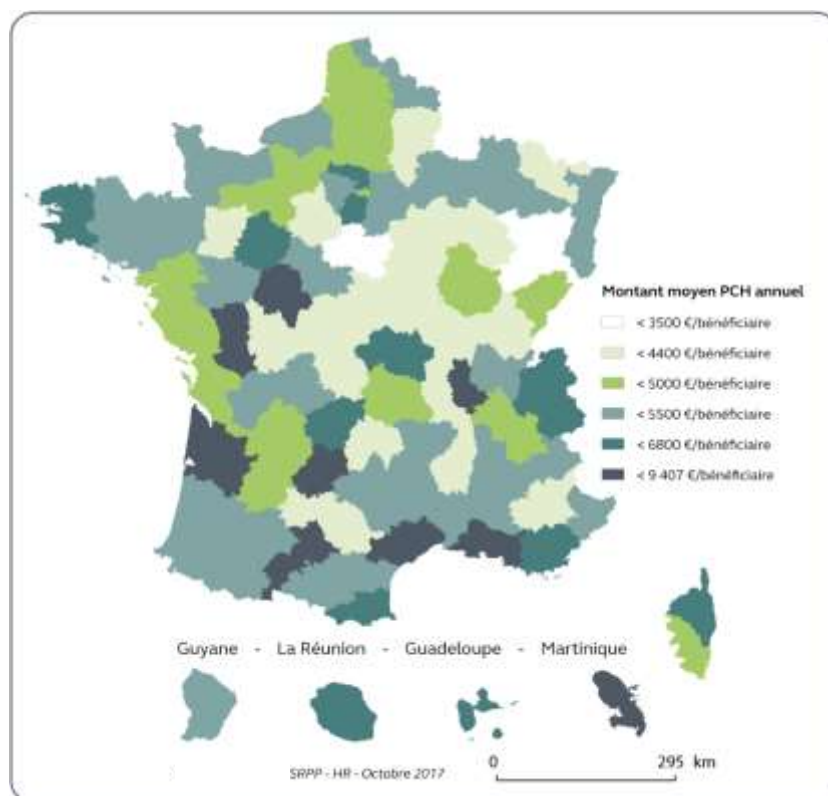 Montant moyen PCH annuel
< 3500 €/bénéficiaire
< 4400 €/bénéficiaire
< 5000 €/bénéficiaire
< 5500 €/bénéficiaire
< 6800 €/bénéficiaire
< 9 407 €/bénéficiaire
Guyane - La Réunion - Guadeloupe - Martinique
0 295 km
SRPP - HR - Octobre 2017